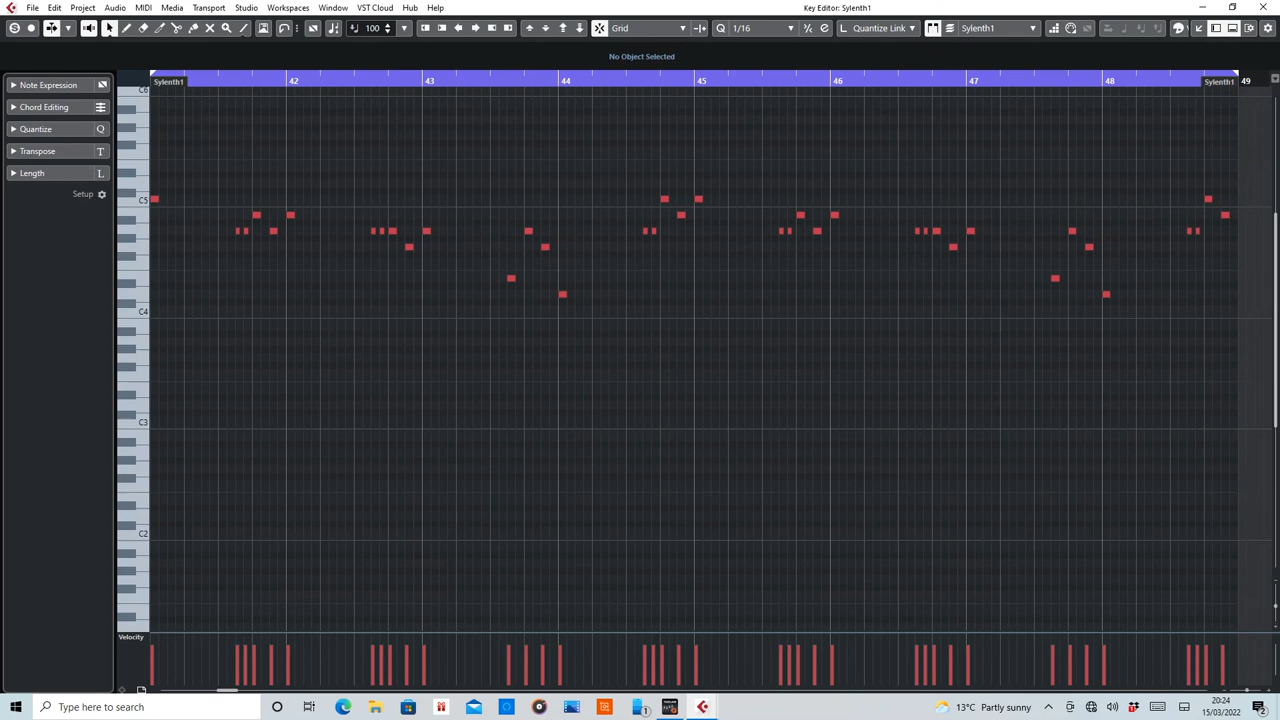 File Edit Project Audio MIDI Media Transport Studio Workspaces Window VST Cloud Hub Help Key Editor: Sylenth1
S 100 Grid Q 1/16 Quantize Link Sylenth1
No Object Selected
Note Expression
Chord Editing
Quantize Q
Transpose T
Length L
Setup
42 43 44 45 46 47 48 49
Sylenth1 Sylenth1
C6
C5
C4
C3
C2
Velocity
Type here to search
1
13°C Partly sunny
20:24
15/03/2022
2